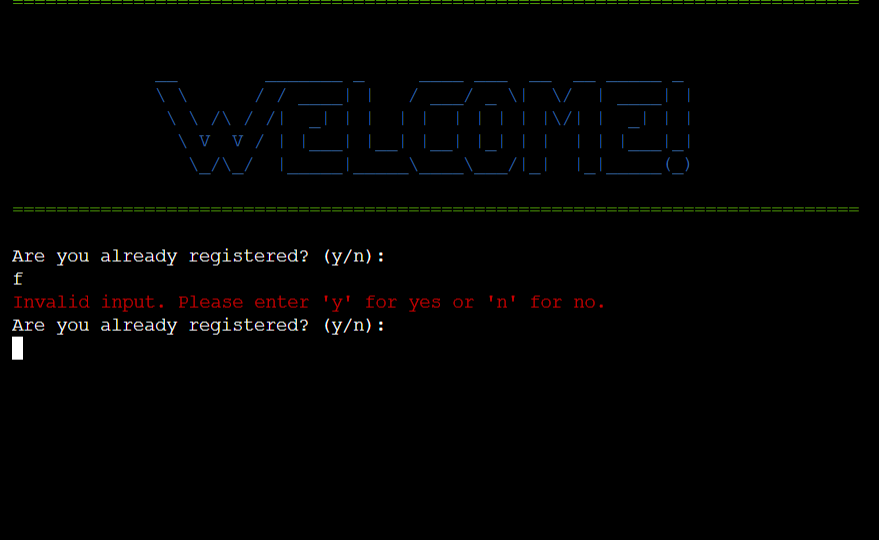 WELCOME!
Are you already registered? (y/n):
f
Invalid input. Please enter 'y' for yes or 'n' for no.
Are you already registered? (y/n):